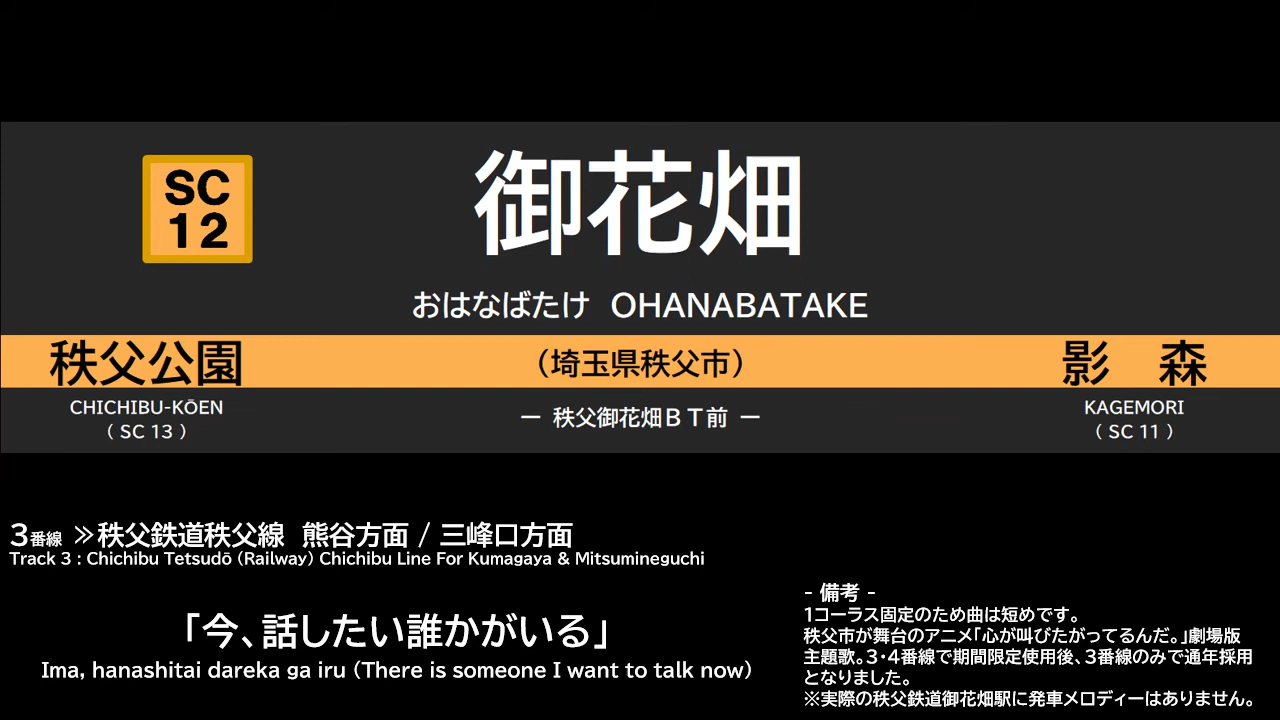 SC
12
御花畑
おはなばたけ OHANABATAKE
秩父公園
(埼玉県秩父市)
影　森
CHICHIBU-KŌEN
( SC 13 )
ー 秩父御花畑ＢＴ前 ー
KAGEMORI
( SC 11 )
3番線 ≫秩父鉄道秩父線 熊谷方面 / 三峰口方面
Track 3 : Chichibu Tetsudō (Railway) Chichibu Line For Kumagaya & Mitsumineguchi
「今、話したい誰かがいる」
Ima, hanashitai dareka ga iru (There is someone I want to talk now)
- 備考 -
1コーラス固定のため曲は短めです。
秩父市が舞台のアニメ「心が叫びたがってるんだ。」劇場版
主題歌。3・4番線で期間限定使用後、3番線のみで通年採用
となりました。
※実際の秩父鉄道御花畑駅に発車メロディーはありません。